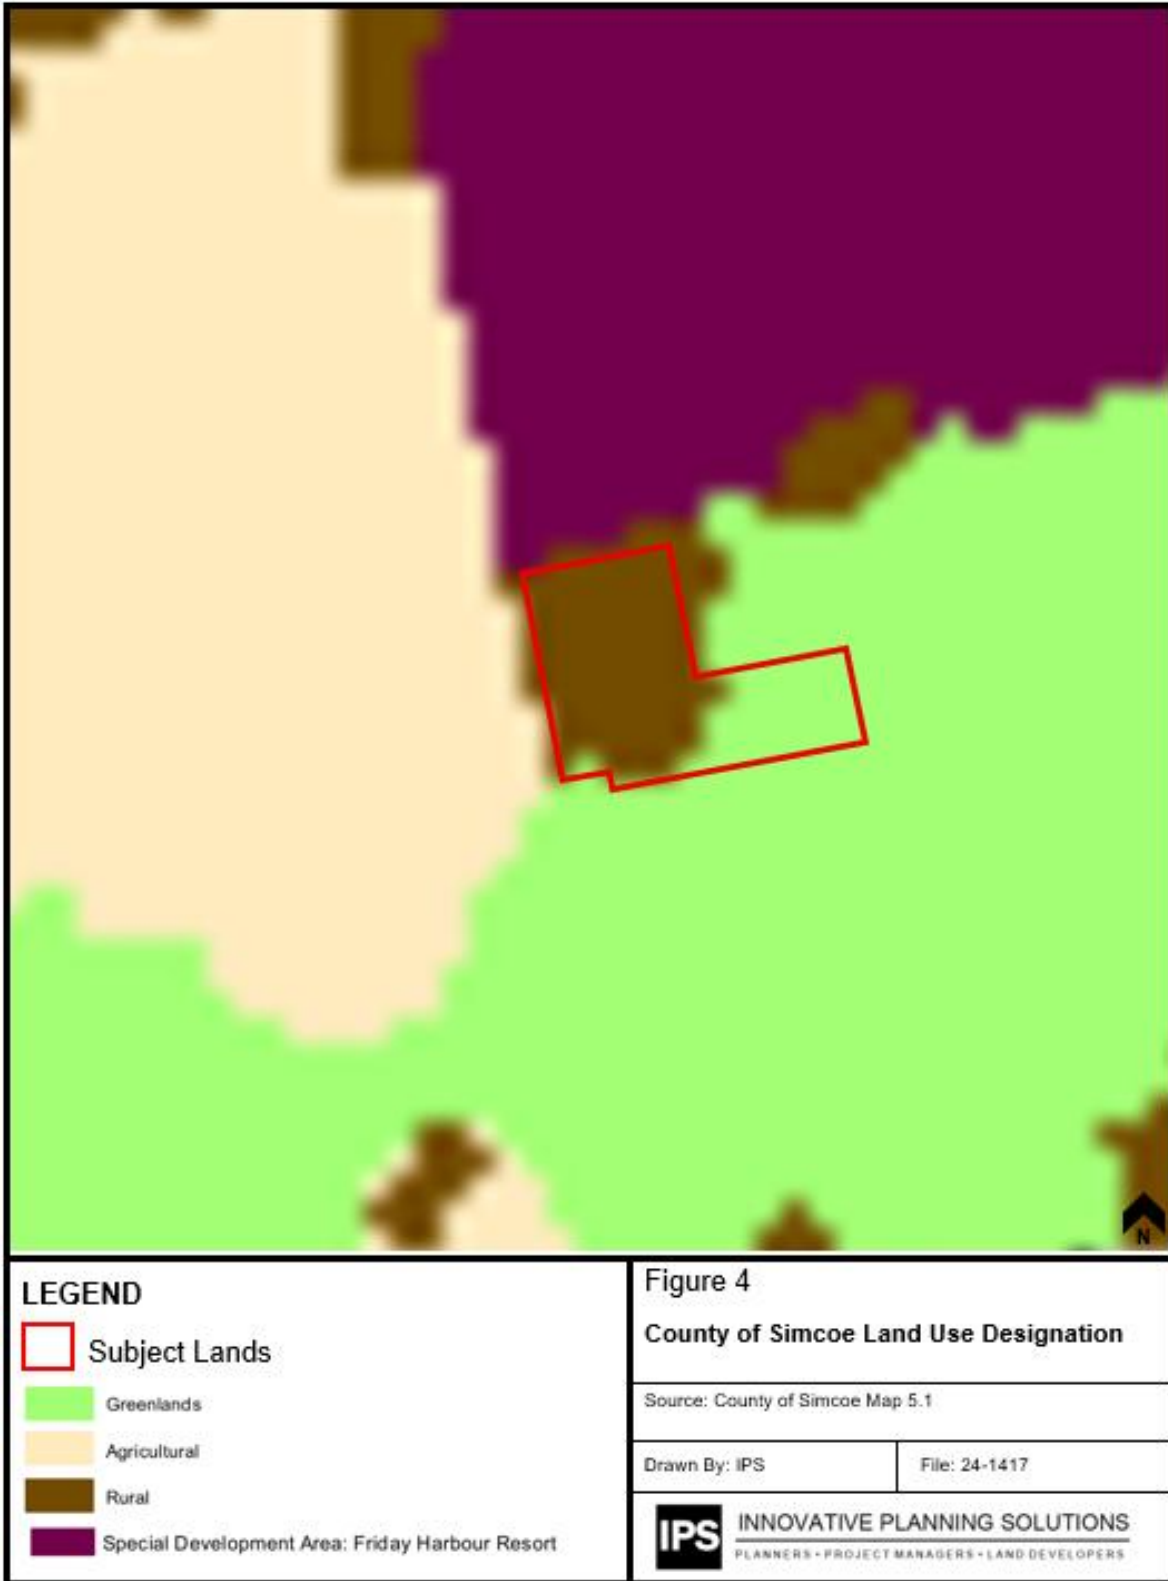 N
LEGEND
Subject Lands
Greenlands
Agricultural
Rural
Special Development Area: Friday Harbour Resort
Figure 4
County of Simcoe Land Use Designation
Source: County of Simcoe Map 5.1
Drawn By: IPS
File: 24-1417
IPS
INNOVATIVE PLANNING SOLUTIONS
PLANNERS • PROJECT MANAGERS • LAND DEVELOPERS